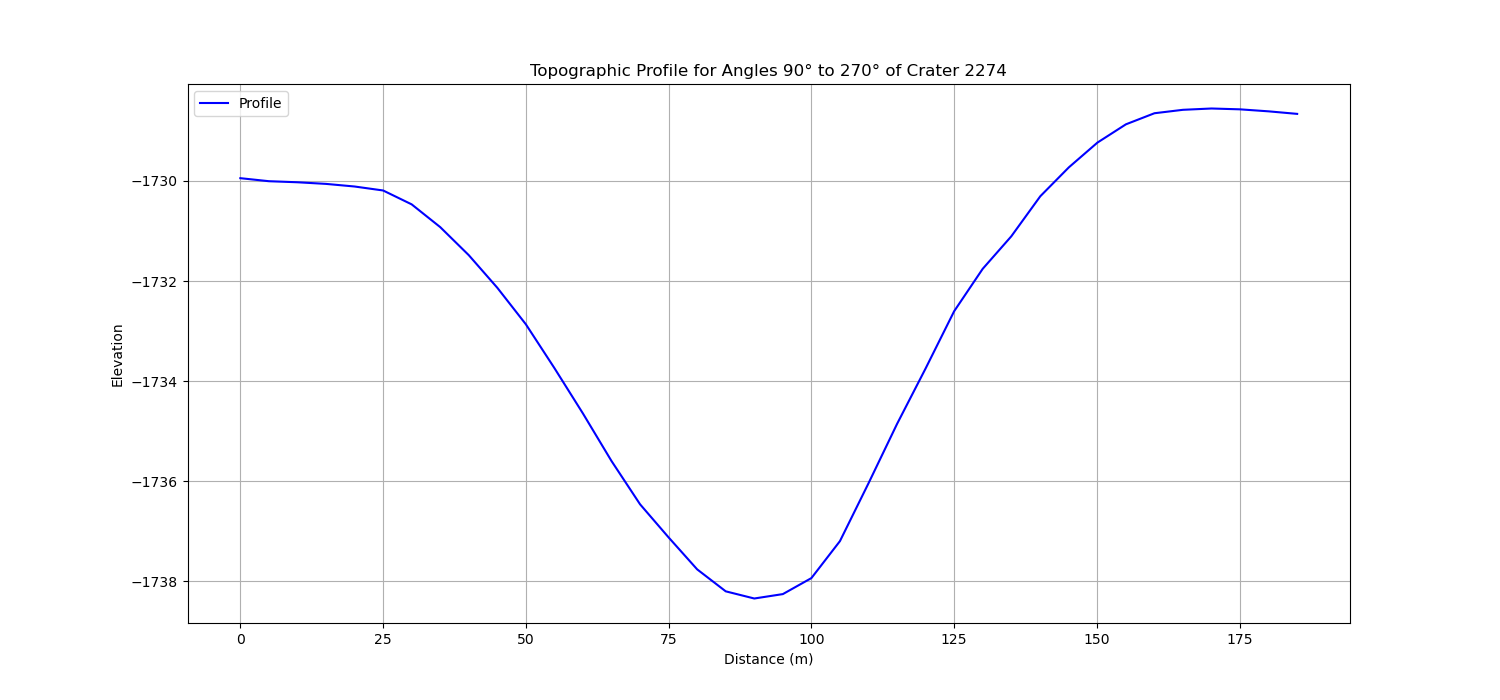 Topographic Profile for Angles 90° to 270° of Crater 2274
Profile
Elevation
−1730
−1732
−1734
−1736
−1738
0 25 50 75 100 125 150 175
Distance (m)